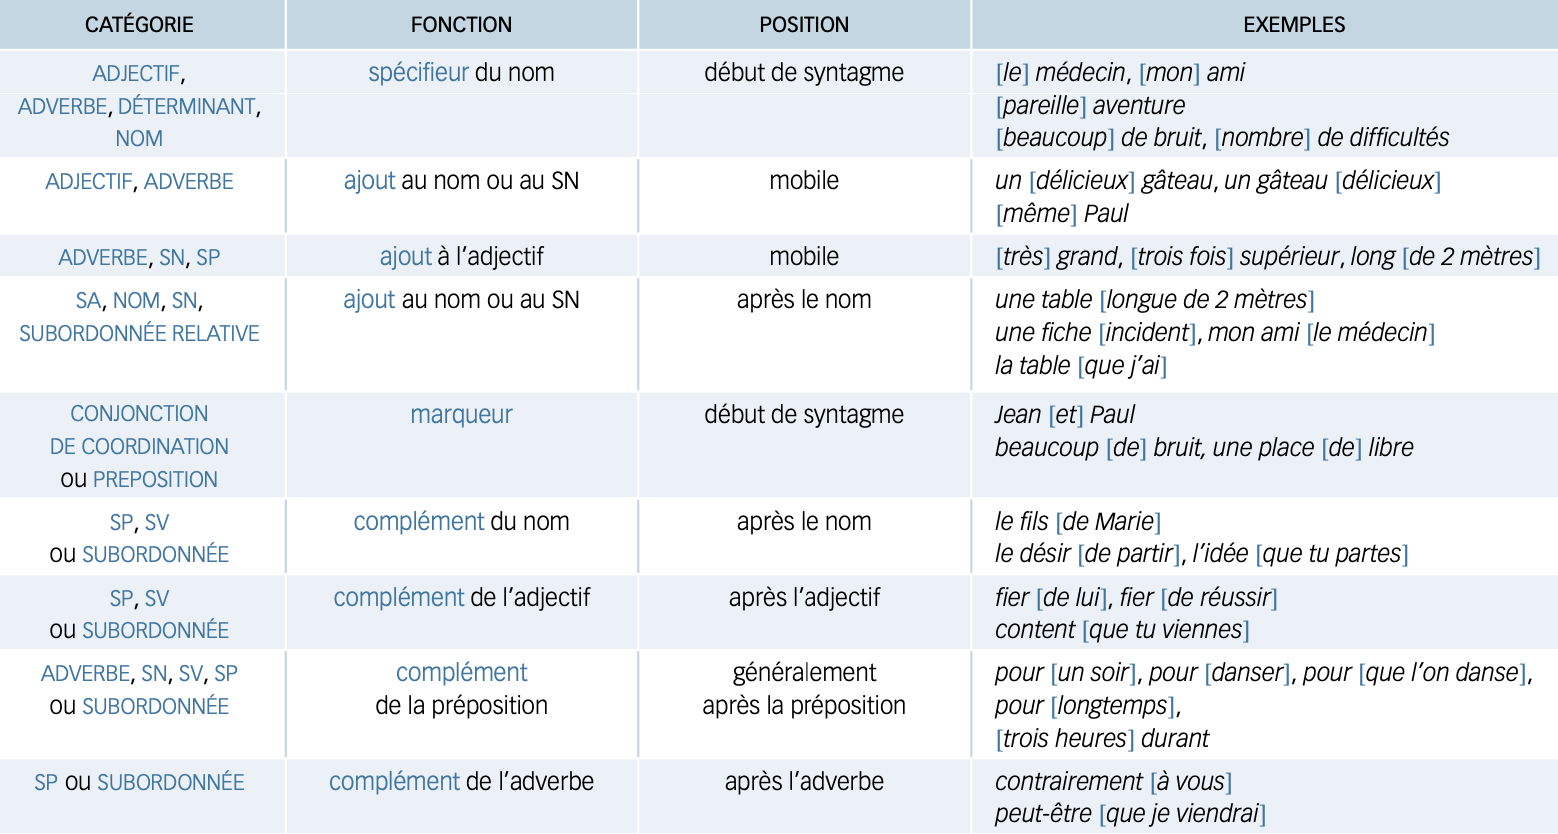 CATÉGORIE FONCTION POSITION EXEMPLES
ADJECTIF, spécifieur du nom début de syntagme [le] médecin, [mon] ami
ADVERBE, DÉTERMINANT, [pareille] aventure
NOM [beaucoup] de bruit, [nombre] de difficultés
ADJECTIF, ADVERBE ajout au nom ou au SN mobile un [délicieux] gâteau, un gâteau [délicieux]
[même] Paul
ADVERBE, SN, SP ajout à l’adjectif mobile [très] grand, [trois fois] supérieur, long [de 2 mètres]
SA, NOM, SN, ajout au nom ou au SN après le nom une table [longue de 2 mètres]
SUBORDONNÉE RELATIVE une fiche [incident], mon ami [le médecin]
la table [que j’ai]
CONJONCTION marqueur début de syntagme Jean [et] Paul
DE COORDINATION beaucoup [de] bruit, une place [de] libre
ou PREPOSITION
SP, SV complément du nom après le nom le fils [de Marie]
ou SUBORDONNÉE le désir [de partir], l’idée [que tu partes]
SP, SV complément de l’adjectif après l’adjectif fier [de lui], fier [de réussir]
ou SUBORDONNÉE content [que tu viennes]
ADVERBE, SN, SV, SP complément généralement pour [un soir], pour [danser], pour [que l’on danse],
ou SUBORDONNÉE de la préposition après la préposition pour [longtemps],
[trois heures] durant
SP ou SUBORDONNÉE complément de l’adverbe après l’adverbe contrairement [à vous]
peut-être [que je viendrai]